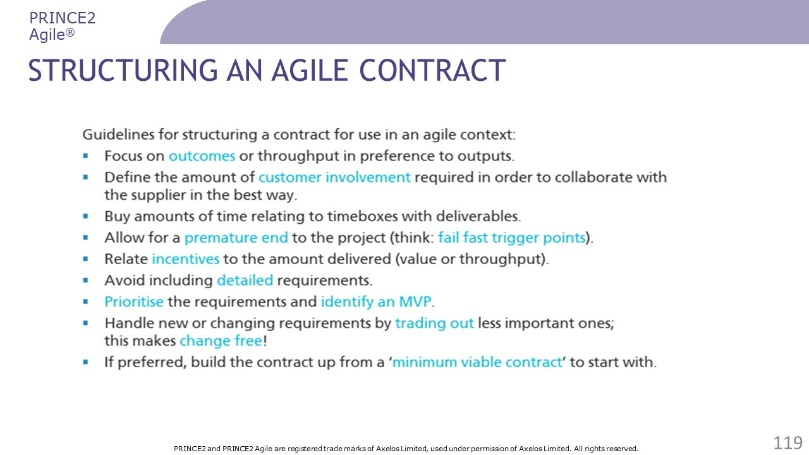 PRINCE2
Agile®
STRUCTURING AN AGILE CONTRACT
Guidelines for structuring a contract for use in an agile context:
▪ Focus on outcomes or throughput in preference to outputs.
▪ Define the amount of customer involvement required in order to collaborate with
the supplier in the best way.
▪ Buy amounts of time relating to timeboxes with deliverables.
▪ Allow for a premature end to the project (think: fail fast trigger points).
▪ Relate incentives to the amount delivered (value or throughput).
▪ Avoid including detailed requirements.
▪ Prioritise the requirements and identify an MVP.
▪ Handle new or changing requirements by trading out less important ones;
this makes change free!
▪ If preferred, build the contract up from a ‘minimum viable contract’ to start with.
PRINCE2 and PRINCE2 Agile are registered trade marks of Axelos Limited, used under permission of Axelos Limited. All rights reserved.
119